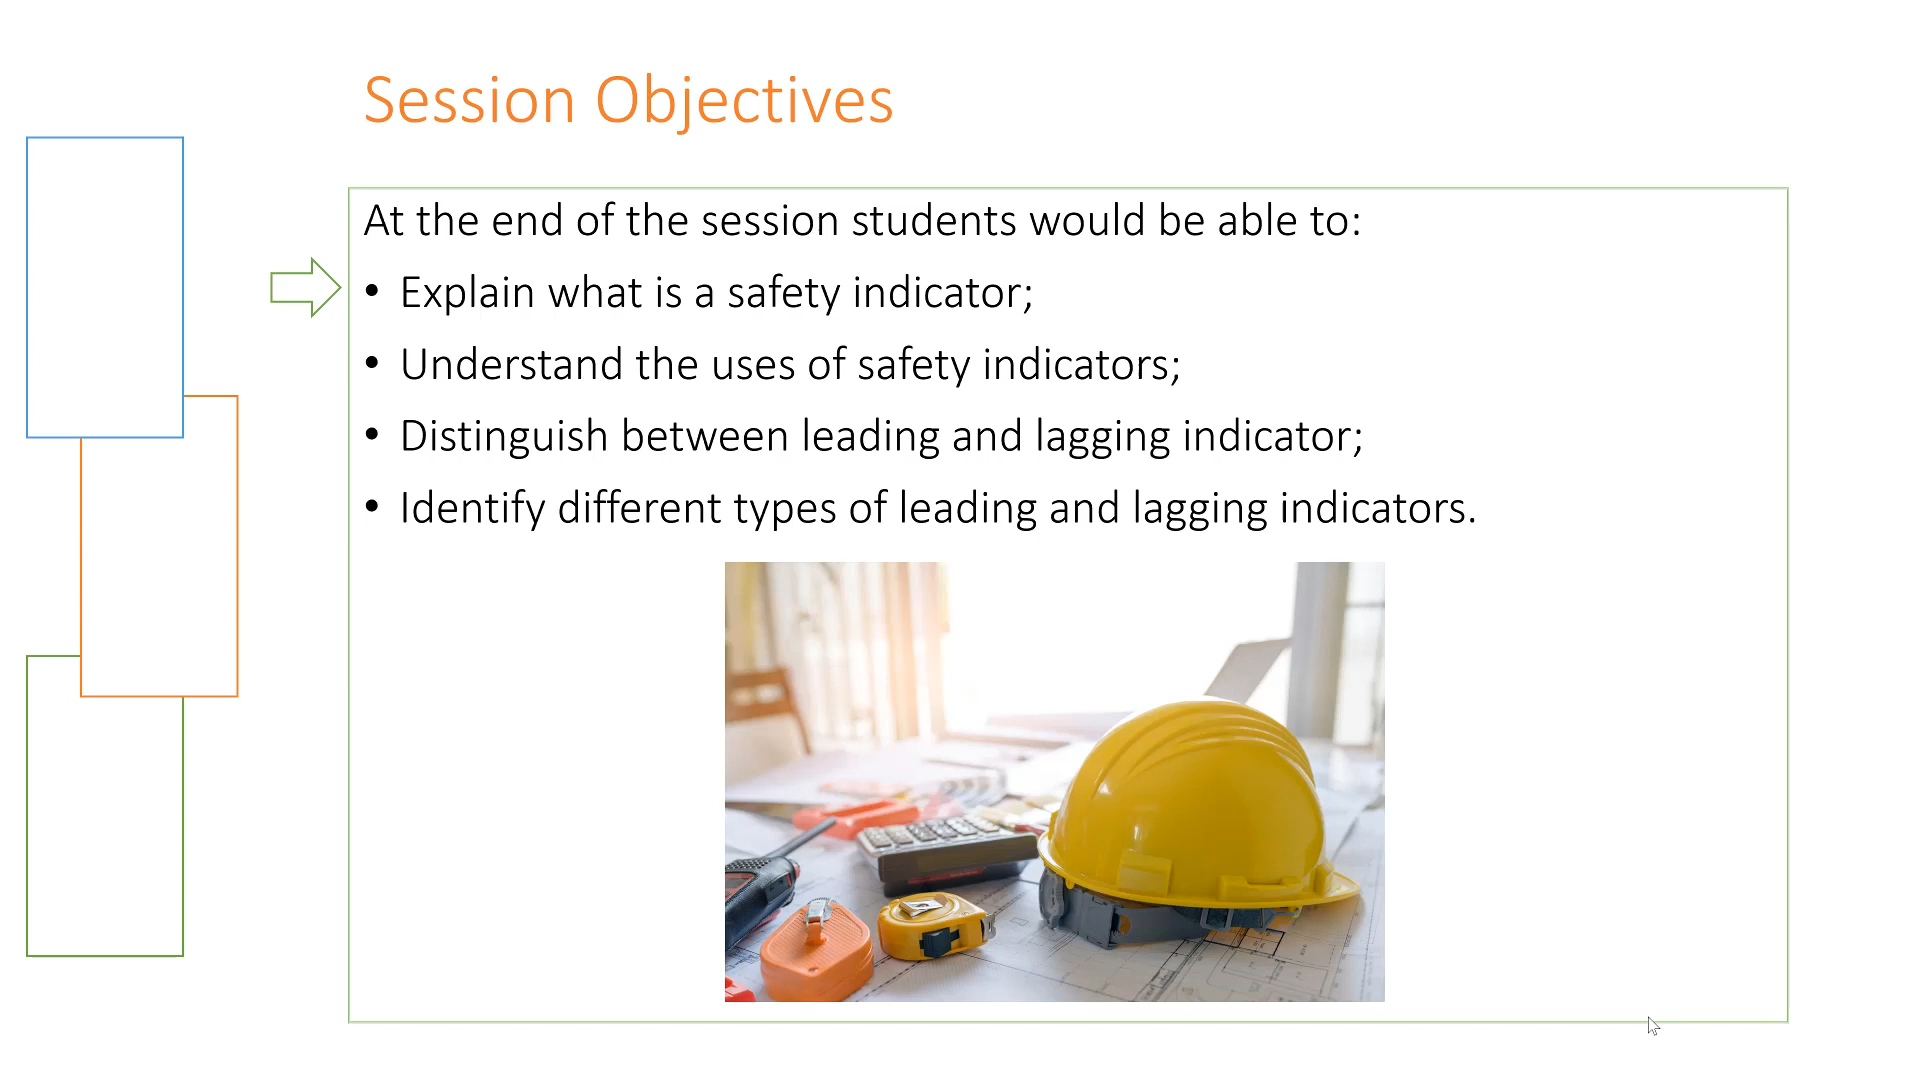 Session Objectives
At the end of the session students would be able to:
• Explain what is a safety indicator;
• Understand the uses of safety indicators;
• Distinguish between leading and lagging indicator;
• Identify different types of leading and lagging indicators.